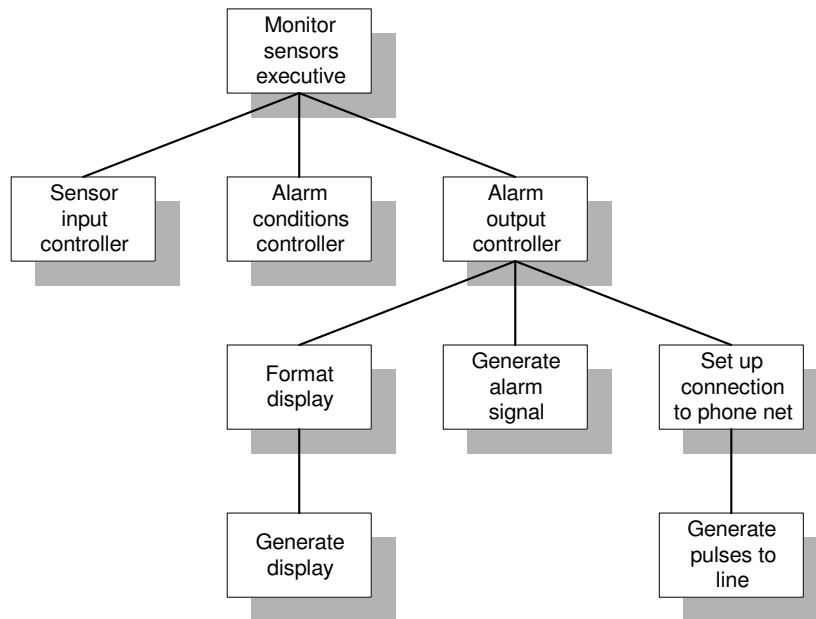 Monitor
sensors
executive
Sensor
input
controller
Alarm
conditions
controller
Alarm
output
controller
Format
display
Generate
alarm
signal
Set up
connection
to phone net
Generate
display
Generate
pulses to
line